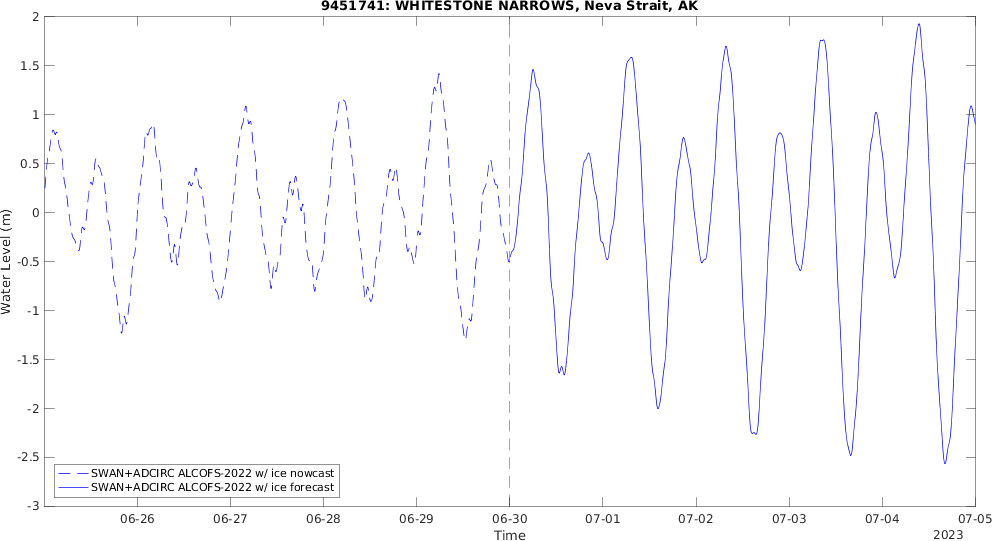 9451741: WHITESTONE NARROWS, Neva Strait, AK
Water Level (m)
2
1.5
1
0.5
0
-0.5
-1
-1.5
-2
-2.5
-3
SWAN+ADCIRC ALCOFS-2022 w/ ice nowcast
SWAN+ADCIRC ALCOFS-2022 w/ ice forecast
06-26 06-27 06-28 06-29 06-30 07-01 07-02 07-03 07-04 07-05
Time
2023